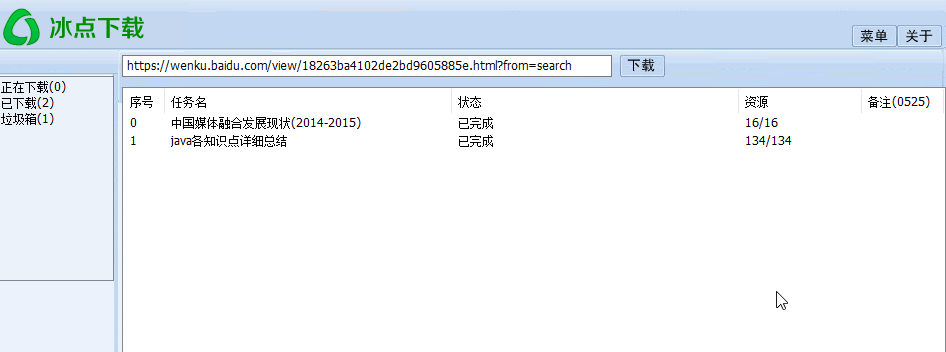 冰点下载
菜单 关于
https://wenku.baidu.com/view/18263ba4102de2bd9605885e.html?from=search 下载
正在下载(0)
已下载(2)
垃圾箱(1)
序号 任务名 状态 资源 备注(0525)
0 中国媒体融合发展现状(2014-2015) 已完成 16/16
1 java各知识点详细总结 已完成 134/134